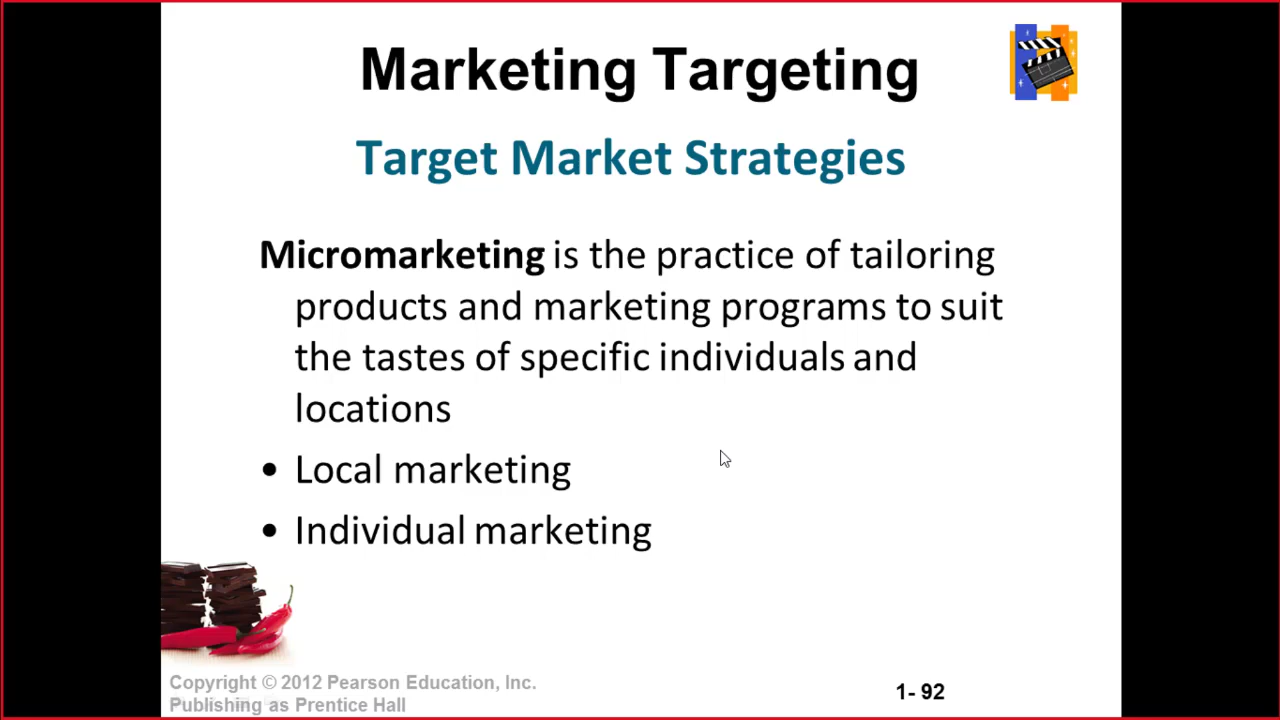 Marketing Targeting
Target Market Strategies
Micromarketing is the practice of tailoring
products and marketing programs to suit
the tastes of specific individuals and
locations
• Local marketing
• Individual marketing
Copyright © 2012 Pearson Education, Inc.
Publishing as Prentice Hall
1- 92